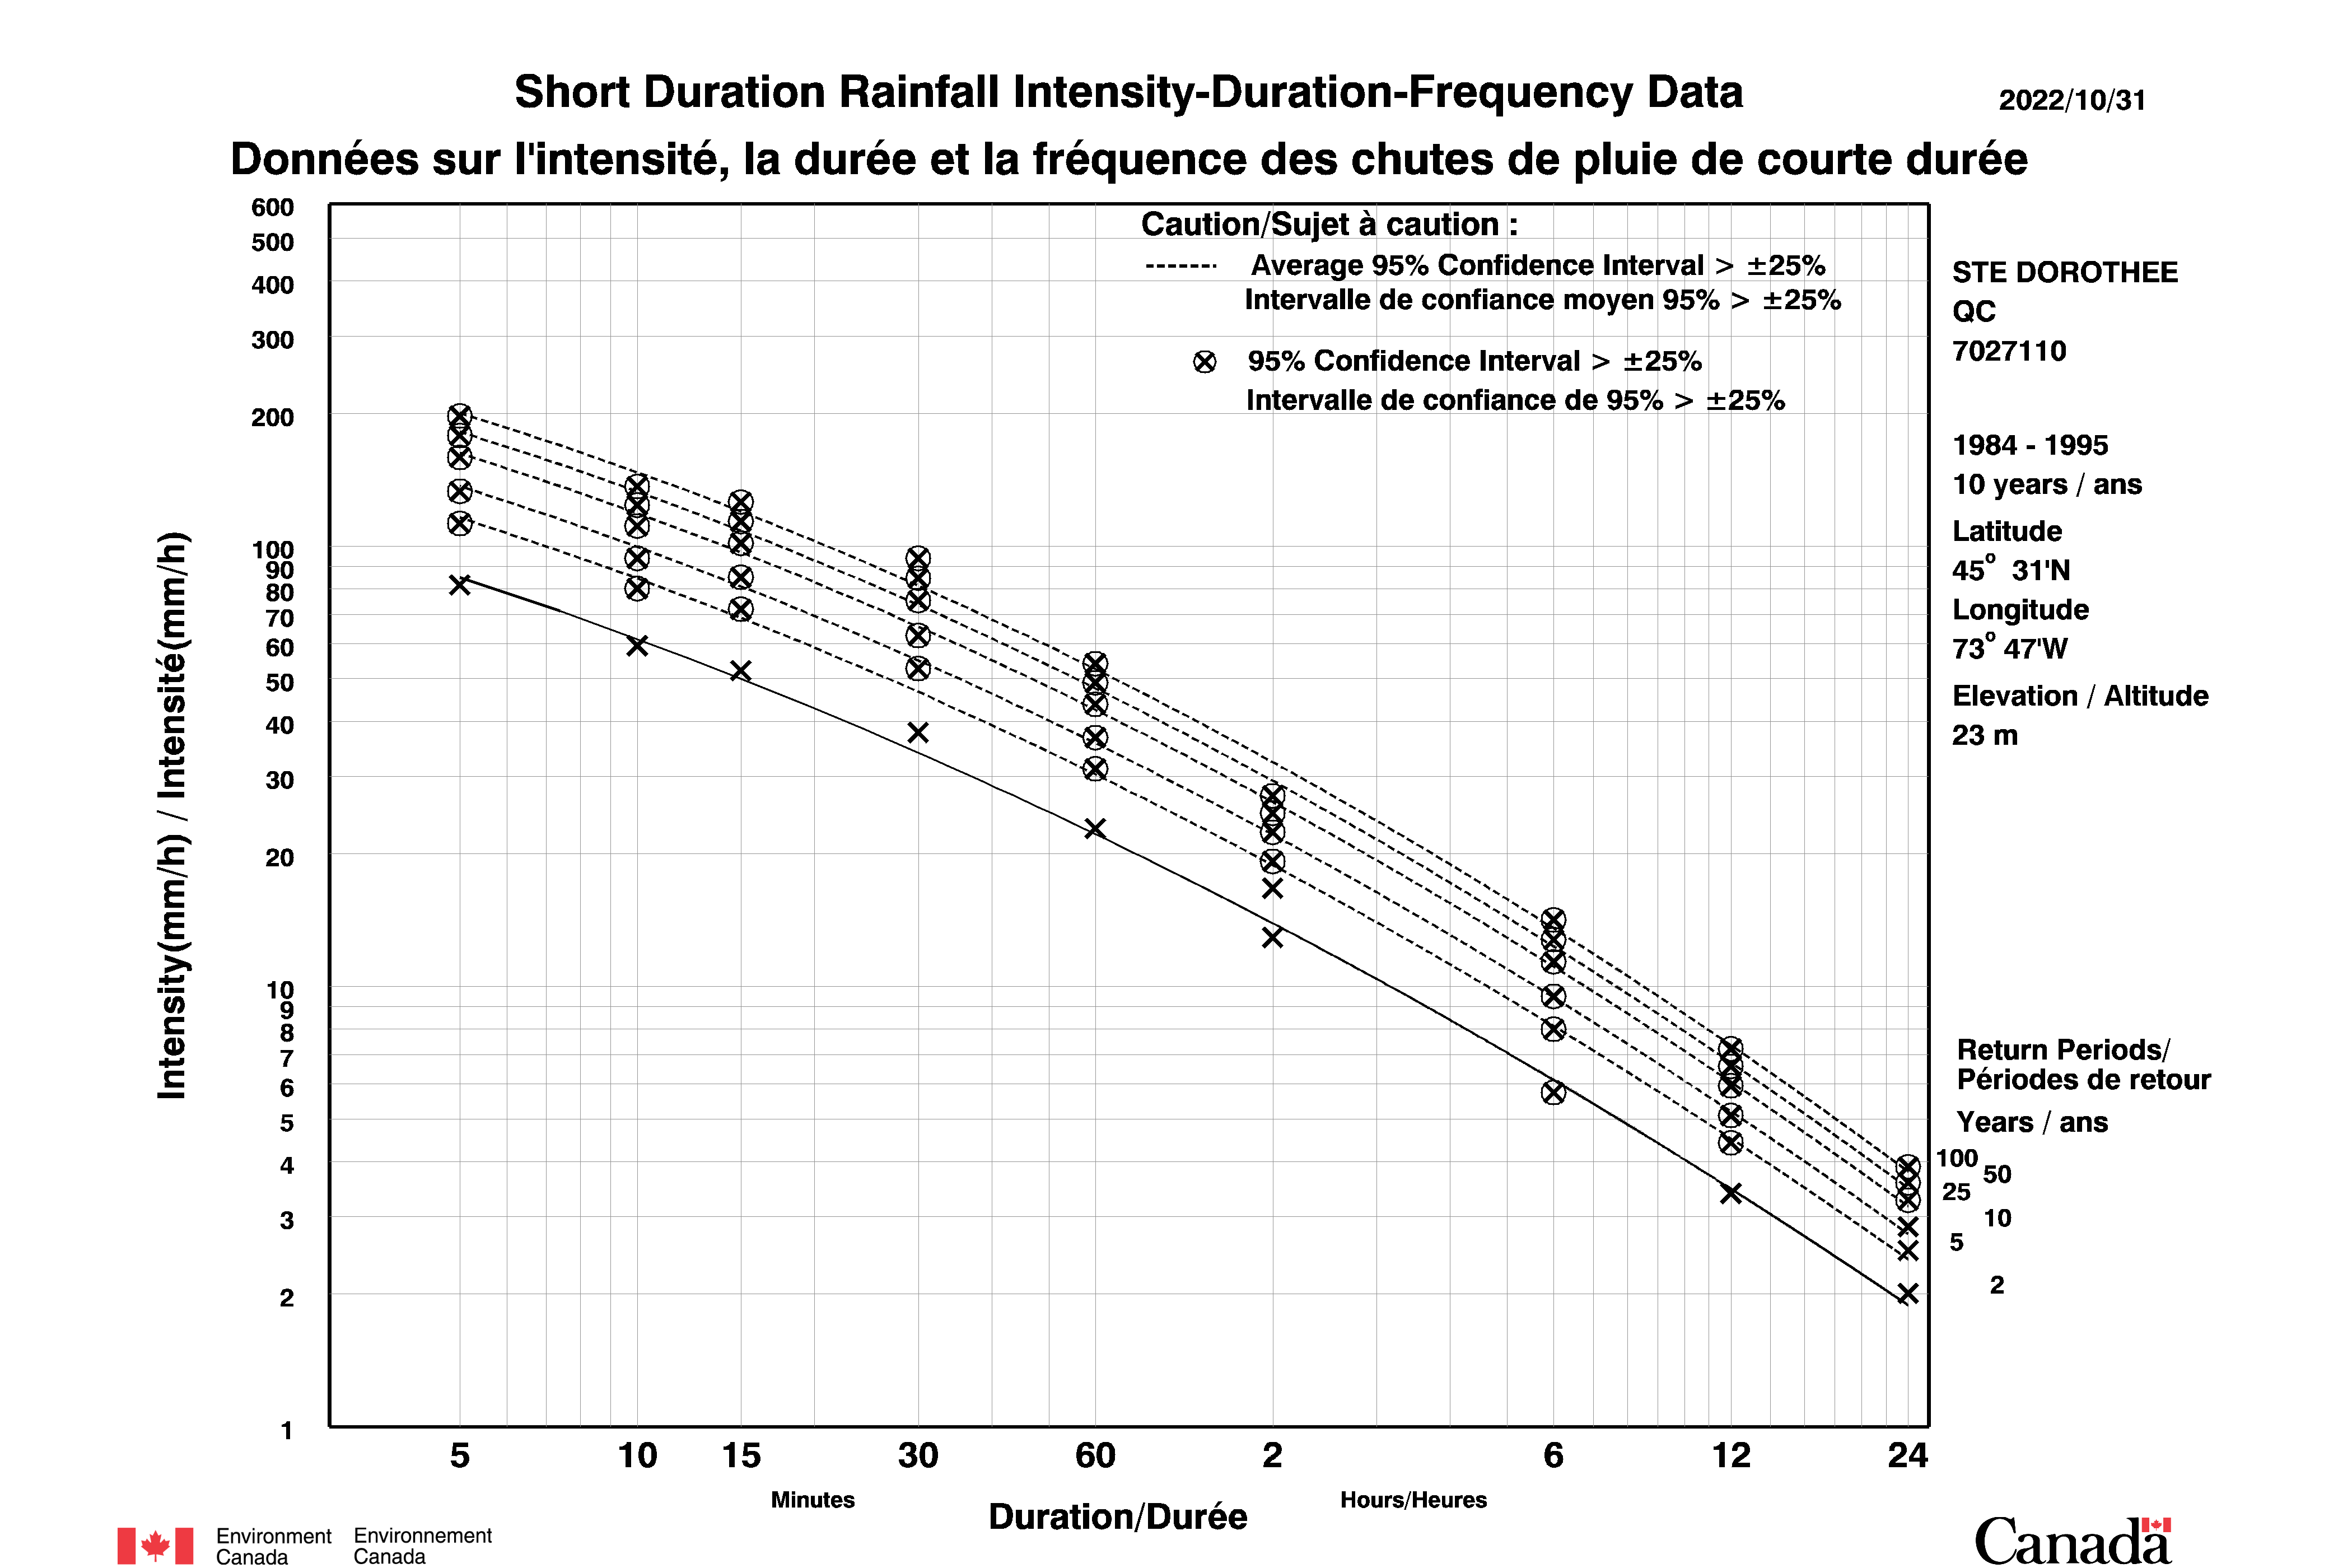 Short Duration Rainfall Intensity-Duration-Frequency Data
2022/10/31
Données sur l'intensité, la durée et la fréquence des chutes de pluie de courte durée
Caution/Sujet à caution :
Average 95% Confidence Interval > ±25%
Intervalle de confiance moyen 95% > ±25%
95% Confidence Interval > ±25%
Intervalle de confiance de 95% > ±25%
STE DOROTHEE
QC
7027110
1984 - 1995
10 years / ans
Latitude
45° 31'N
Longitude
73° 47'W
Elevation / Altitude
23 m
Return Periods/
Périodes de retour
Years / ans
100
50
25
10
5
2
Intensity(mm/h) / Intensité(mm/h)
600
500
400
300
200
100
90
80
70
60
50
40
30
20
10
9
8
7
6
5
4
3
2
1
5 10 15 30 60 2 6 12 24
Minutes Hours/Heures
Duration/Durée
Environment Environnement
Canada Canada
Canada